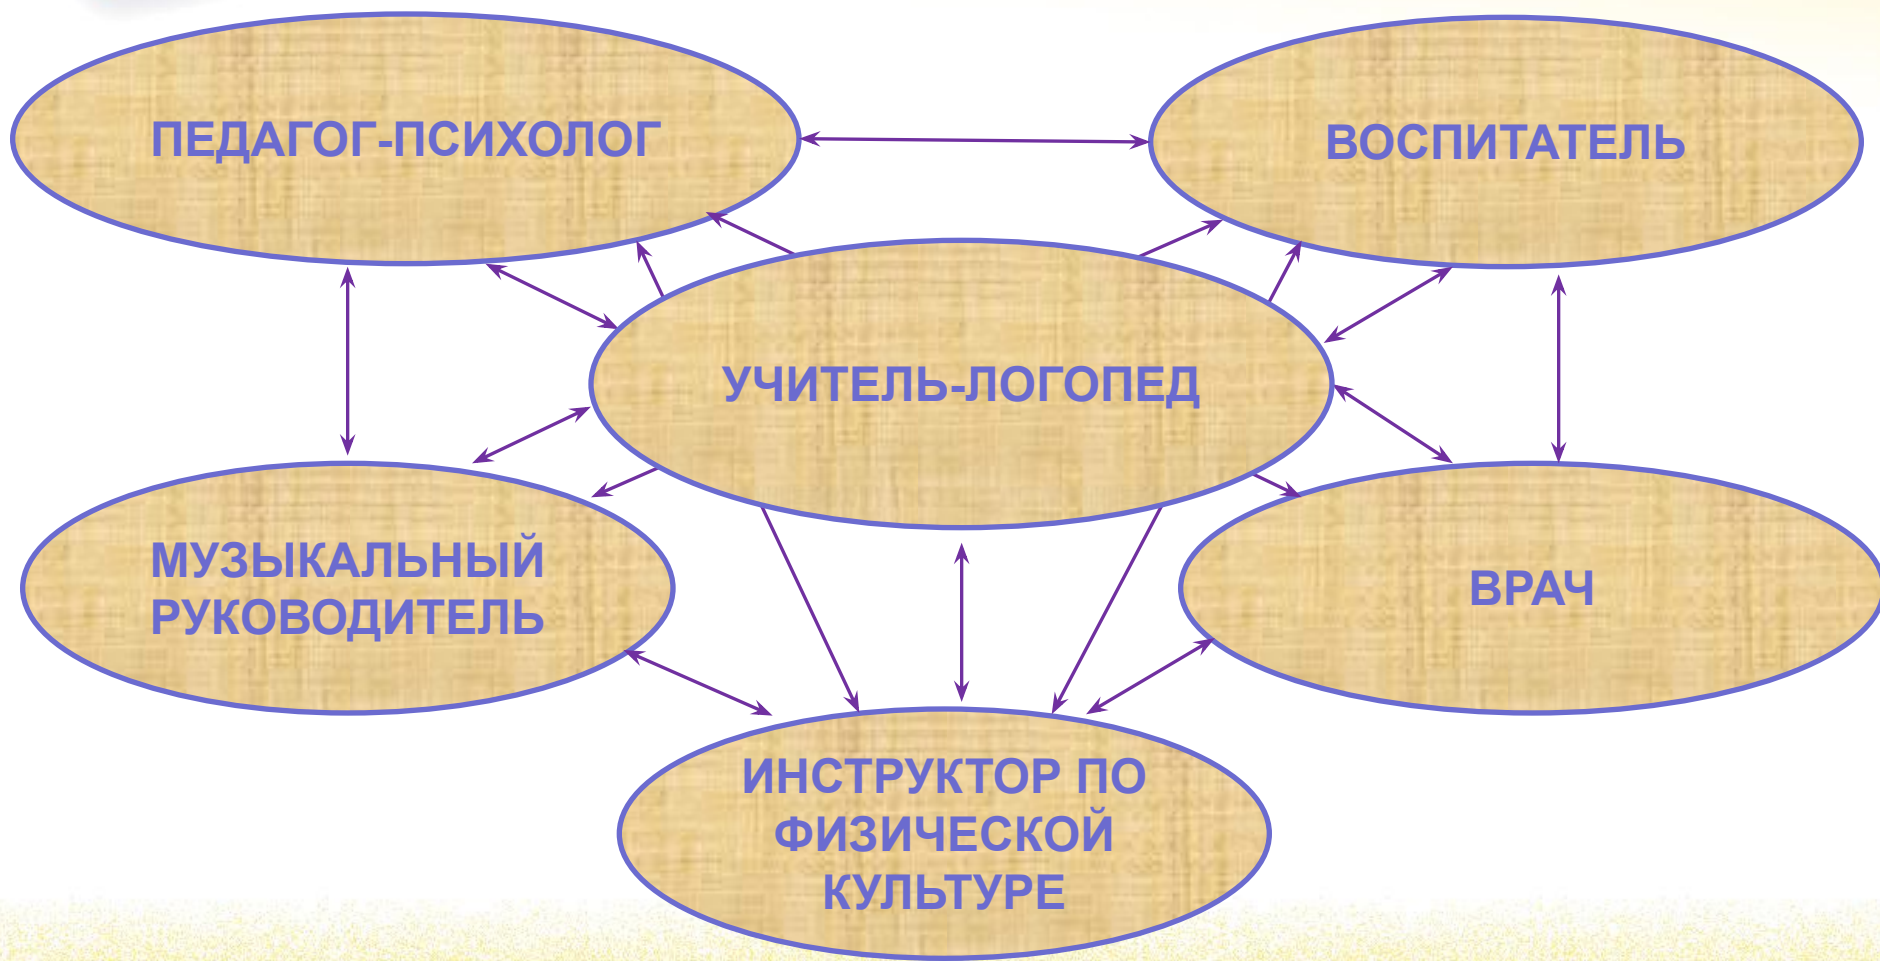 ПЕДАГОГ-ПСИХОЛОГ
ВОСПИТАТЕЛЬ
УЧИТЕЛЬ-ЛОГОПЕД
МУЗЫКАЛЬНЫЙ
РУКОВОДИТЕЛЬ
ВРАЧ
ИНСТРУКТОР ПО
ФИЗИЧЕСКОЙ
КУЛЬТУРЕ